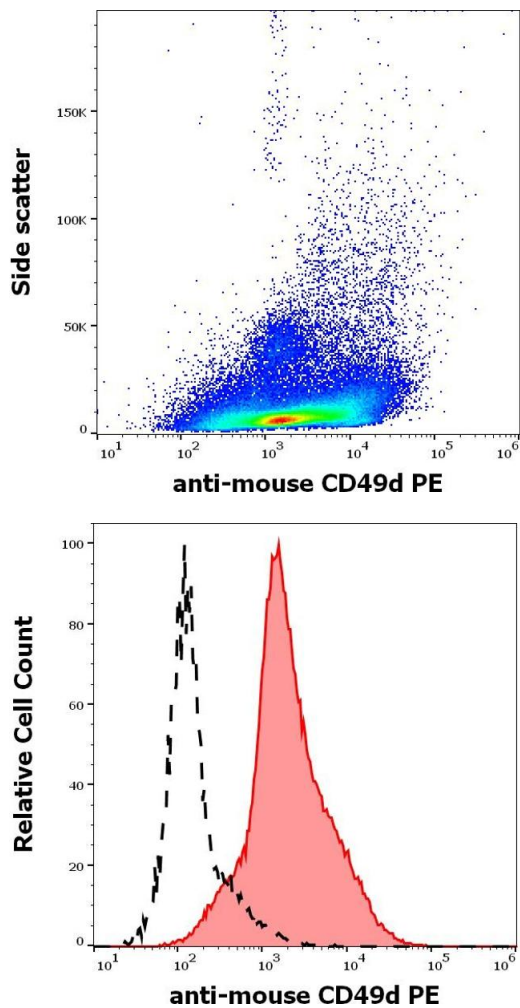 Side scatter
150K
100K
50K
0
10¹ 10² 10³ 10⁴ 10⁵ 10⁶
anti-mouse CD49d PE
Relative Cell Count
100
80
60
40
20
0
10¹ 10² 10³ 10⁴ 10⁵ 10⁶
anti-mouse CD49d PE